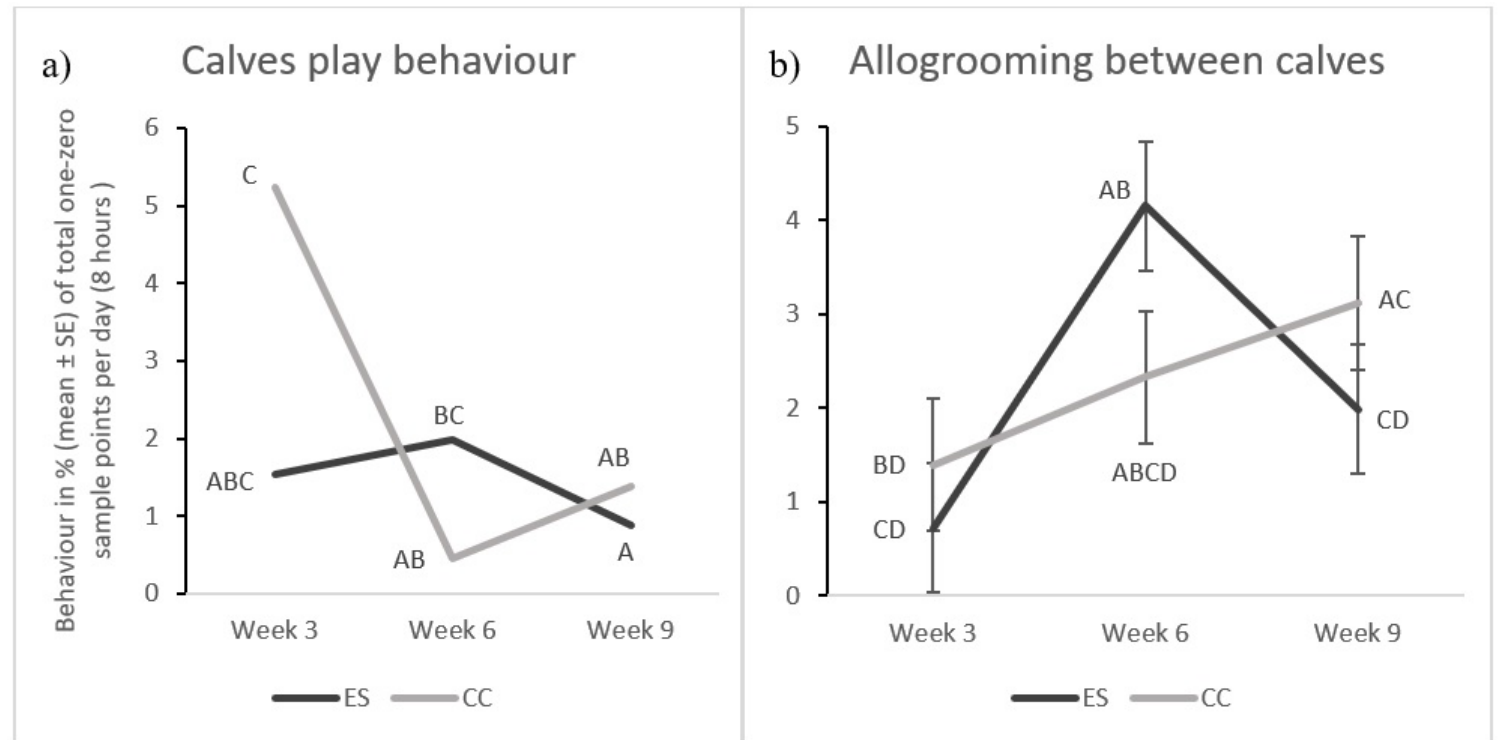 a) Calves play behaviour
Behaviour in % (mean ± SE) of total one-zero
sample points per day (8 hours )
6
5
4
3
2
1
0
C
ABC
BC
AB
AB
A
Week 3 Week 6 Week 9
ES CC
b) Allogrooming between calves
5
4
3
2
1
0
AB
BD
CD
ABCD
AC
CD
Week 3 Week 6 Week 9
ES CC